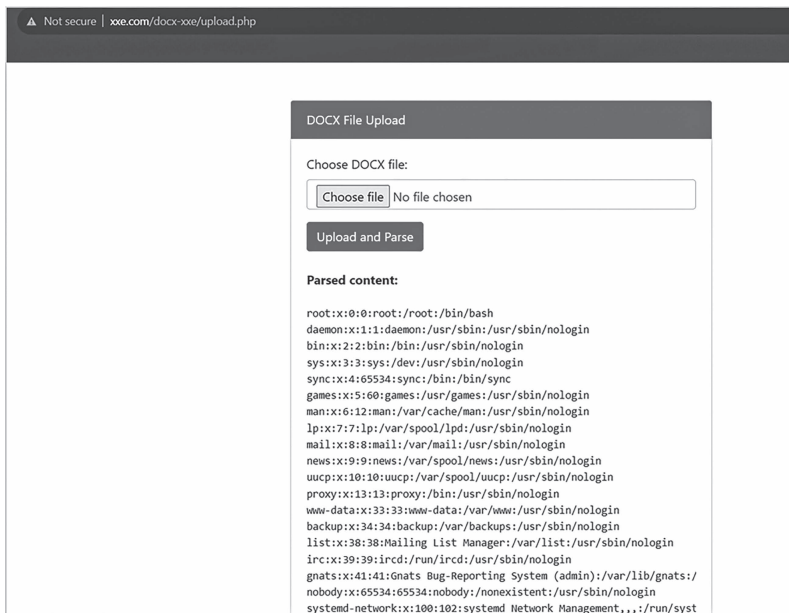 Not secure | xxe.com/docx-xxe/upload.php
DOCX File Upload
Choose DOCX file:
Choose file No file chosen
Upload and Parse
Parsed content:
root:x:0:0:root:/root:/bin/bash
daemon:x:1:1:daemon:/usr/sbin:/usr/sbin/nologin
bin:x:2:2:bin:/bin:/usr/sbin/nologin
sys:x:3:3:sys:/dev:/usr/sbin/nologin
sync:x:4:65534:sync:/bin:/bin/sync
games:x:5:60:games:/usr/games:/usr/sbin/nologin
man:x:6:12:man:/var/cache/man:/usr/sbin/nologin
lp:x:7:7:lp:/var/spool/lpd:/usr/sbin/nologin
mail:x:8:8:mail:/var/mail:/usr/sbin/nologin
news:x:9:9:news:/var/spool/news:/usr/sbin/nologin
uucp:x:10:10:uucp:/var/spool/uucp:/usr/sbin/nologin
proxy:x:13:13:proxy:/bin:/usr/sbin/nologin
www-data:x:33:33:www-data:/var/www:/usr/sbin/nologin
backup:x:34:34:backup:/var/backups:/usr/sbin/nologin
list:x:38:38:Mailing List Manager:/var/list:/usr/sbin/nologin
irc:x:39:39:ircd:/run/ircd:/usr/sbin/nologin
gnats:x:41:41:Gnats Bug-Reporting System (admin):/var/lib/gnats:/
nobody:x:65534:65534:nobody:/nonexistent:/usr/sbin/nologin
systemd-network:x:100:102:systemd Network Management,,,:/run/syst